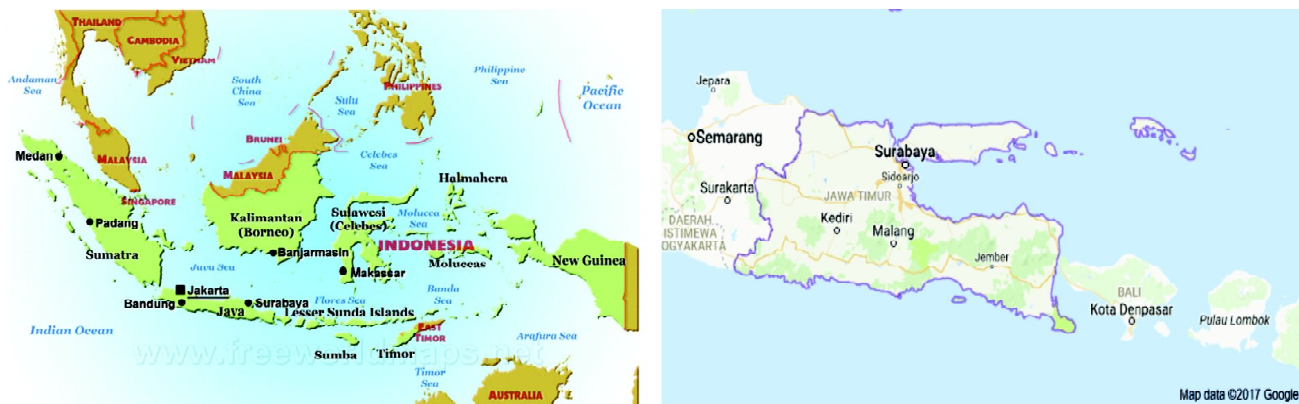 THAILAND
CAMBODIA
VIETNAM
Andaman
Sea
South
China
Sea
Philippine
Sea
Pacific
Ocean
Sulu
Sea
PHILIPPINES
BRUNEI
Celebes
Sea
Medan
MALAYSIA
MALAYSIA
Halmahera
SINGAPORE
Padang
Kalimantan
(Borneo)
Sulawesi
(Celebes)
Molucca
Sea
INDONESIA
Sumatra
Banjarmasin
Moluccas
New Guinea
Java Sea
Makassar
Jakarta
Banda
Sea
Bandung
Surabaya
Flores Sea
Java
Lesser Sunda Islands
Indian Ocean
EAST
TIMOR
Arafura Sea
www.freeworldmaps.net
Sumba
Timor
Timor
Sea
AUSTRALIA
Jepara
Semarang
Surabaya
Sidoarjo
Surakarta
JAWA TIMUR
DAERAH
ISTIMEWA
OGYAKARTA
Kediri
Malang
Jember
BALI
Kota Denpasar
Pulau Lombok
Map data ©2017 Google